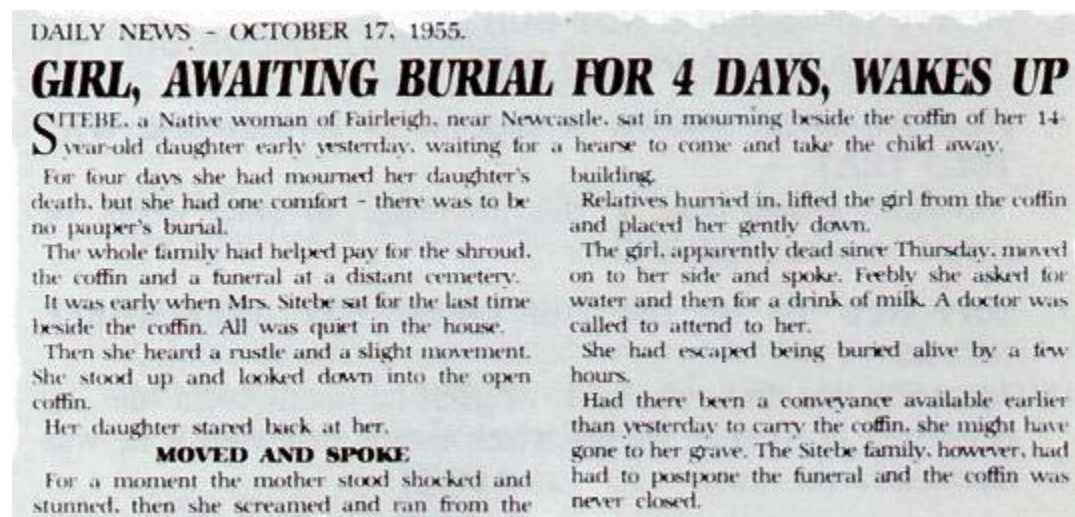 DAILY NEWS - OCTOBER 17, 1955.
GIRL, AWAITING BURIAL FOR 4 DAYS, WAKES UP
SITEBE, a Native woman of Fairleigh, near Newcastle, sat in mourning beside the coffin of her 14-
year-old daughter early yesterday, waiting for a hearse to come and take the child away.
For four days she had mourned her daughter's
death, but she had one comfort - there was to be
no pauper's burial.
The whole family had helped pay for the shroud,
the coffin and a funeral at a distant cemetery.
It was early when Mrs. Sitebe sat for the last time
beside the coffin. All was quiet in the house.
Then she heard a rustle and a slight movement.
She stood up and looked down into the open
coffin.
Her daughter stared back at her.
MOVED AND SPOKE
For a moment the mother stood shocked and
stunned, then she screamed and ran from the
building.
Relatives hurried in, lifted the girl from the coffin
and placed her gently down.
The girl, apparently dead since Thursday, moved
on to her side and spoke. Feebly she asked for
water and then for a drink of milk. A doctor was
called to attend to her.
She had escaped being buried alive by a few
hours.
Had there been a conveyance available earlier
than yesterday to carry the coffin, she might have
gone to her grave. The Sitebe family, however, had
had to postpone the funeral and the coffin was
never closed.